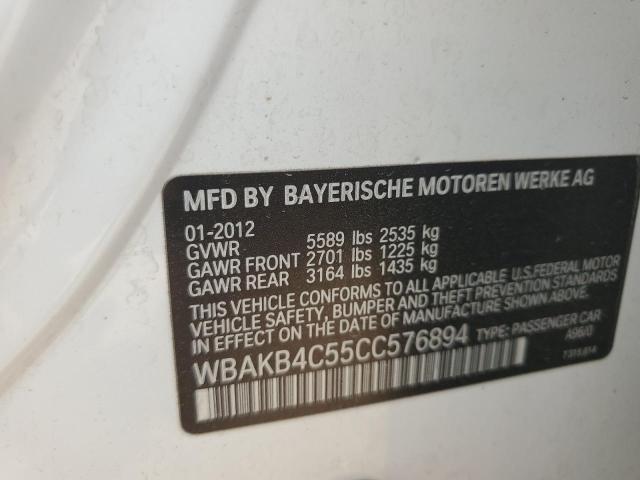 MFD BY BAYERISCHE MOTOREN WERKE AG
01-2012
GVWR 5589 lbs 2535 kg
GAWR FRONT 2701 lbs 1225 kg
GAWR REAR 3164 lbs 1435 kg
THIS VEHICLE CONFORMS TO ALL APPLICABLE U.S.FEDERAL MOTOR
VEHICLE SAFETY, BUMPER AND THEFT PREVENTION STANDARDS
IN EFFECT ON THE DATE OF MANUFACTURE SHOWN ABOVE.
WBAKB4C55CC576894 TYPE: PASSENGER CAR
A96/0